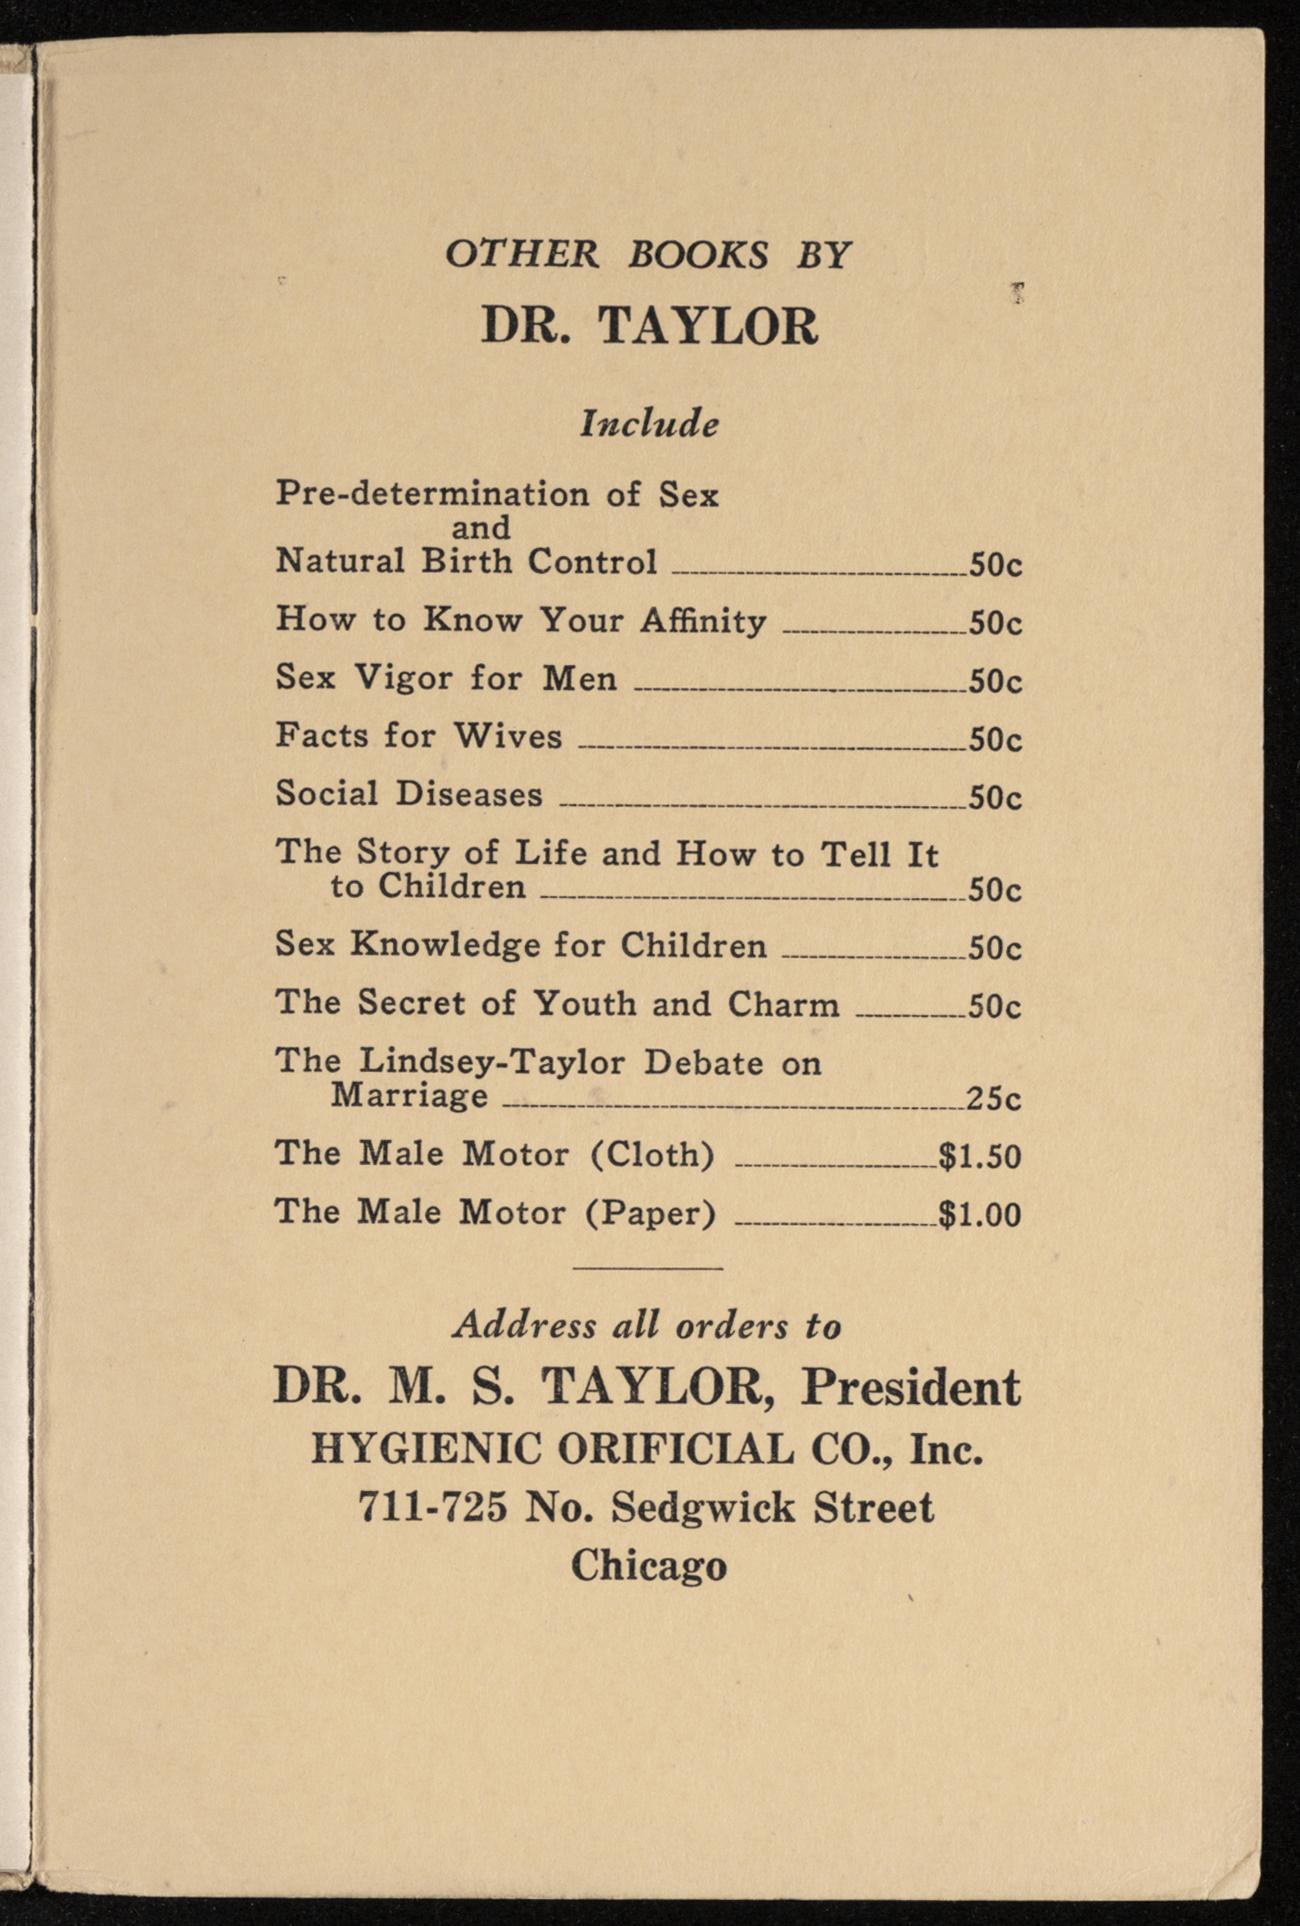 OTHER BOOKS BY
DR. TAYLOR
Include
Pre-determination of Sex
and
Natural Birth Control 50c
How to Know Your Affinity 50c
Sex Vigor for Men 50c
Facts for Wives 50c
Social Diseases 50c
The Story of Life and How to Tell It
to Children 50c
Sex Knowledge for Children 50c
The Secret of Youth and Charm 50c
The Lindsey-Taylor Debate on
Marriage 25c
The Male Motor (Cloth) $1.50
The Male Motor (Paper) $1.00
Address all orders to
DR. M. S. TAYLOR, President
HYGIENIC ORIFICIAL CO., Inc.
711-725 No. Sedgwick Street
Chicago